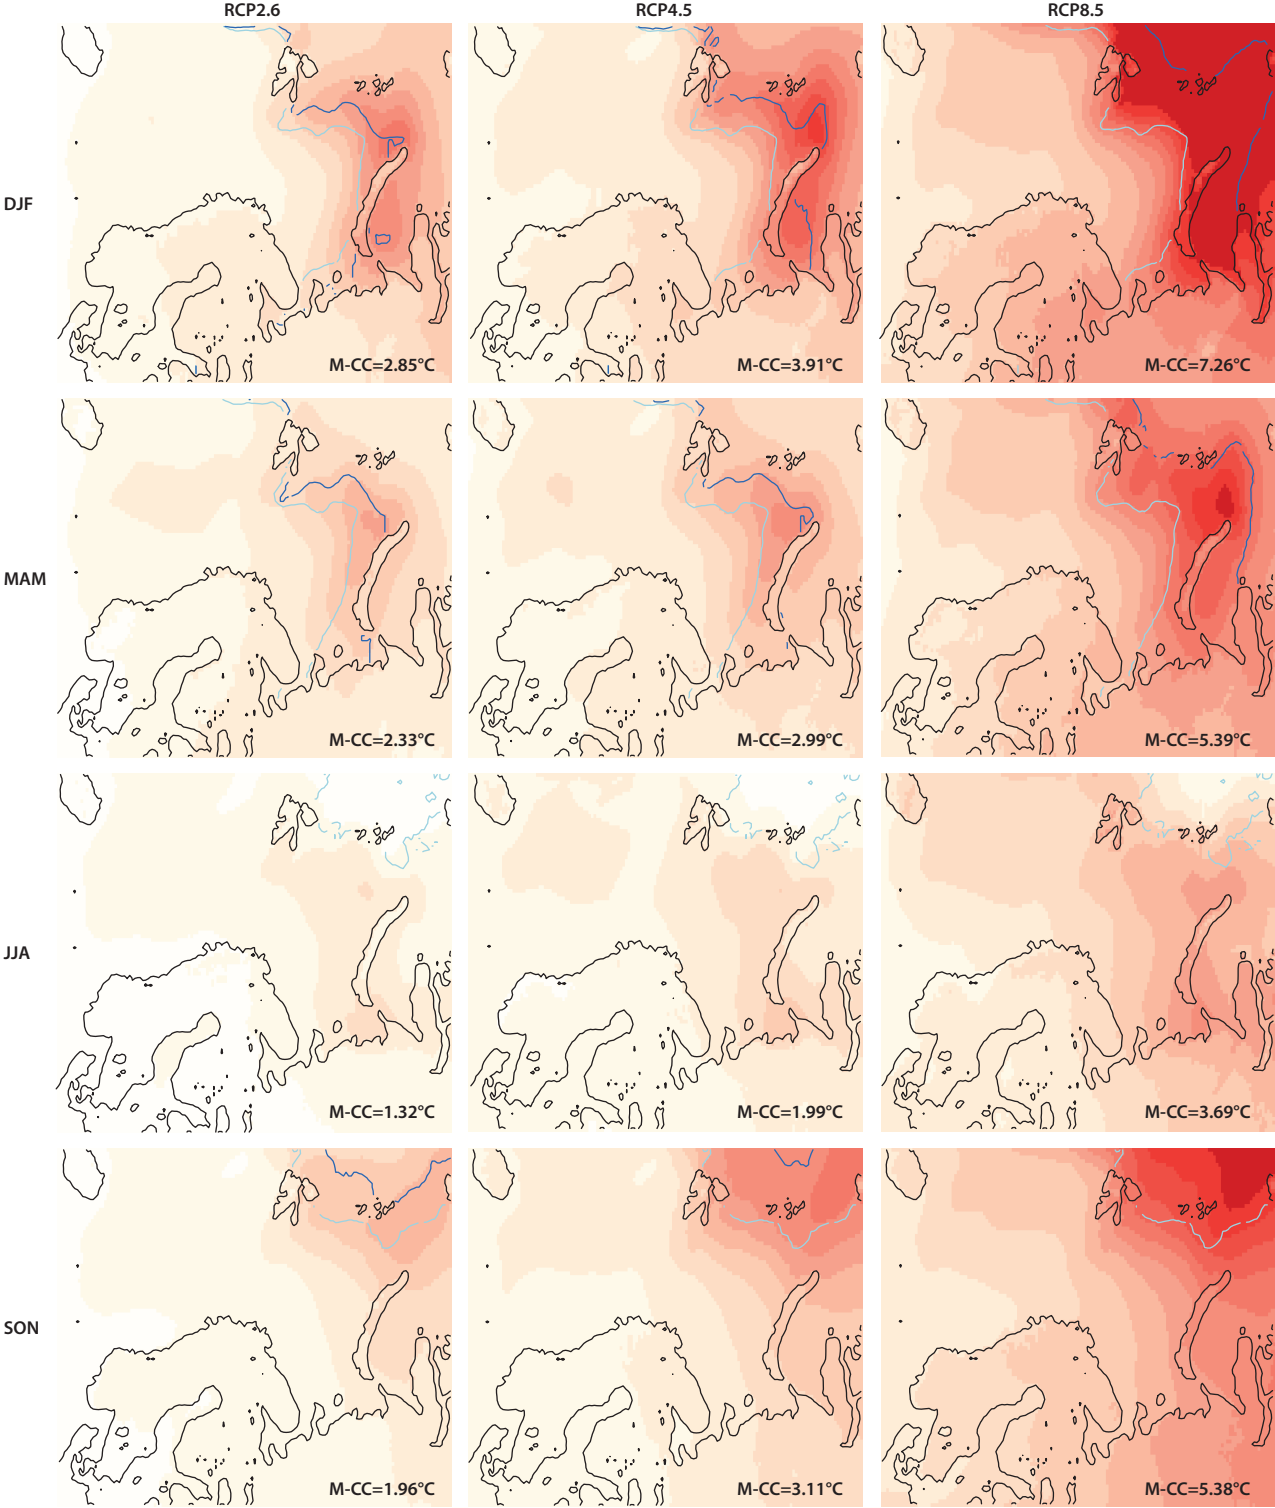 RCP2.6 RCP4.5 RCP8.5
DJF
M-CC=2.85°C M-CC=3.91°C M-CC=7.26°C
MAM
M-CC=2.33°C M-CC=2.99°C M-CC=5.39°C
JJA
M-CC=1.32°C M-CC=1.99°C M-CC=3.69°C
SON
M-CC=1.96°C M-CC=3.11°C M-CC=5.38°C